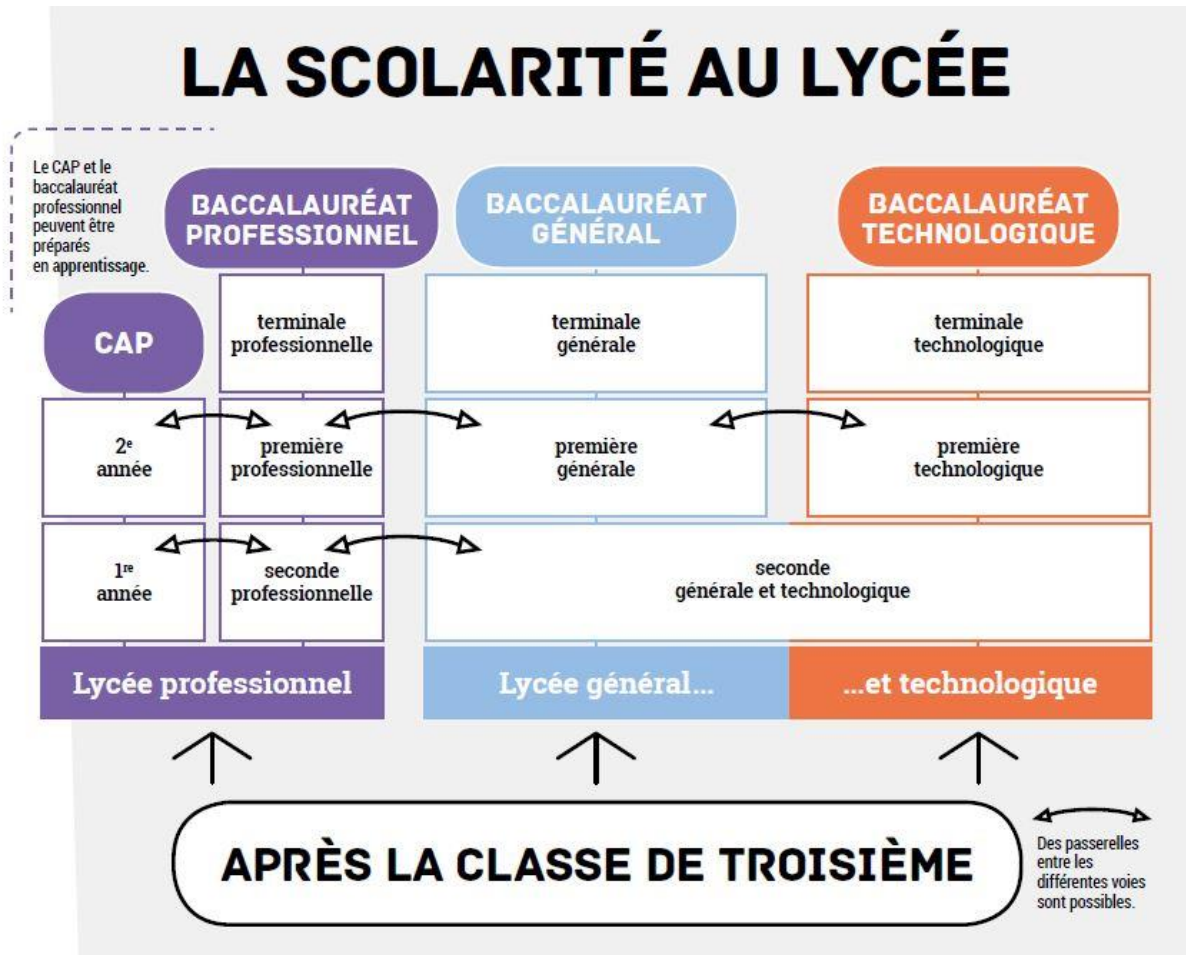 LA SCOLARITÉ AU LYCÉE
Le CAP et le
baccalauréat
professionnel
peuvent être
préparés
en apprentissage.
BACCALAURÉAT
PROFESSIONNEL
BACCALAURÉAT
GÉNÉRAL
BACCALAURÉAT
TECHNOLOGIQUE
CAP
terminale
professionnelle
terminale
générale
terminale
technologique
2e
année
première
professionnelle
première
générale
première
technologique
1re
année
seconde
professionnelle
seconde
générale et technologique
Lycée professionnel
Lycée général...
...et technologique
APRÈS LA CLASSE DE TROISIÈME
Des passerelles
entre les
différentes voies
sont possibles.